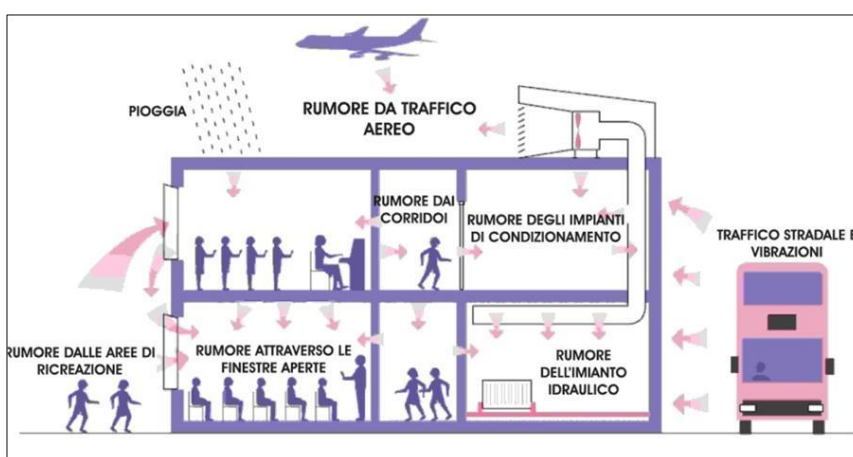 PIOGGIA
RUMORE DA TRAFFICO
AEREO
RUMORE DAI
CORRIDOI
RUMORE DEGLI IMPIANTI
DI CONDIZIONAMENTO
TRAFFICO STRADALE E
VIBRAZIONI
RUMORE DALLE AREE DI
RICREAZIONE
RUMORE ATTRAVERSO LE
FINESTRE APERTE
RUMORE
DELL'IMIANTO
IDRAULICO